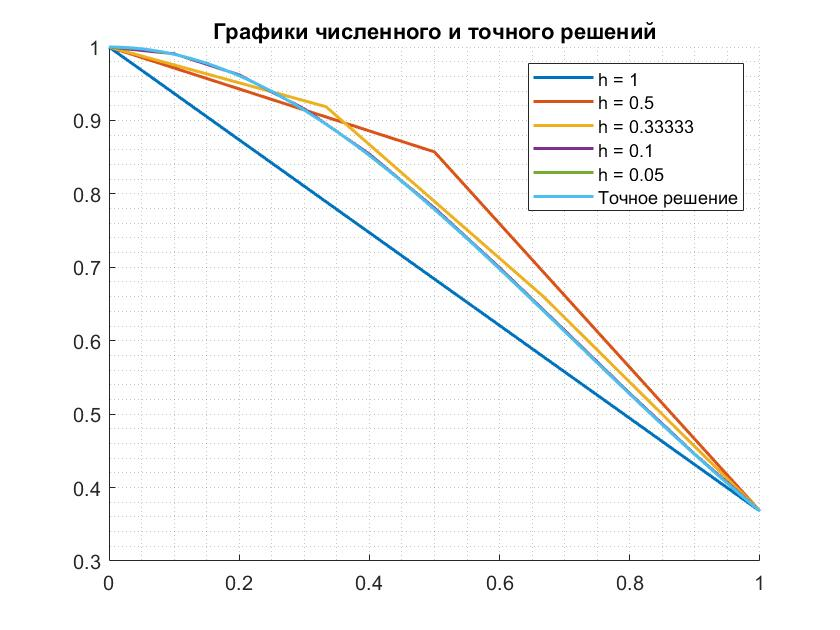 Графики численного и точного решений
1
0.9
0.8
0.7
0.6
0.5
0.4
0.3
0
0.2
0.4
0.6
0.8
1
h = 1
h = 0.5
h = 0.33333
h = 0.1
h = 0.05
Точное решение